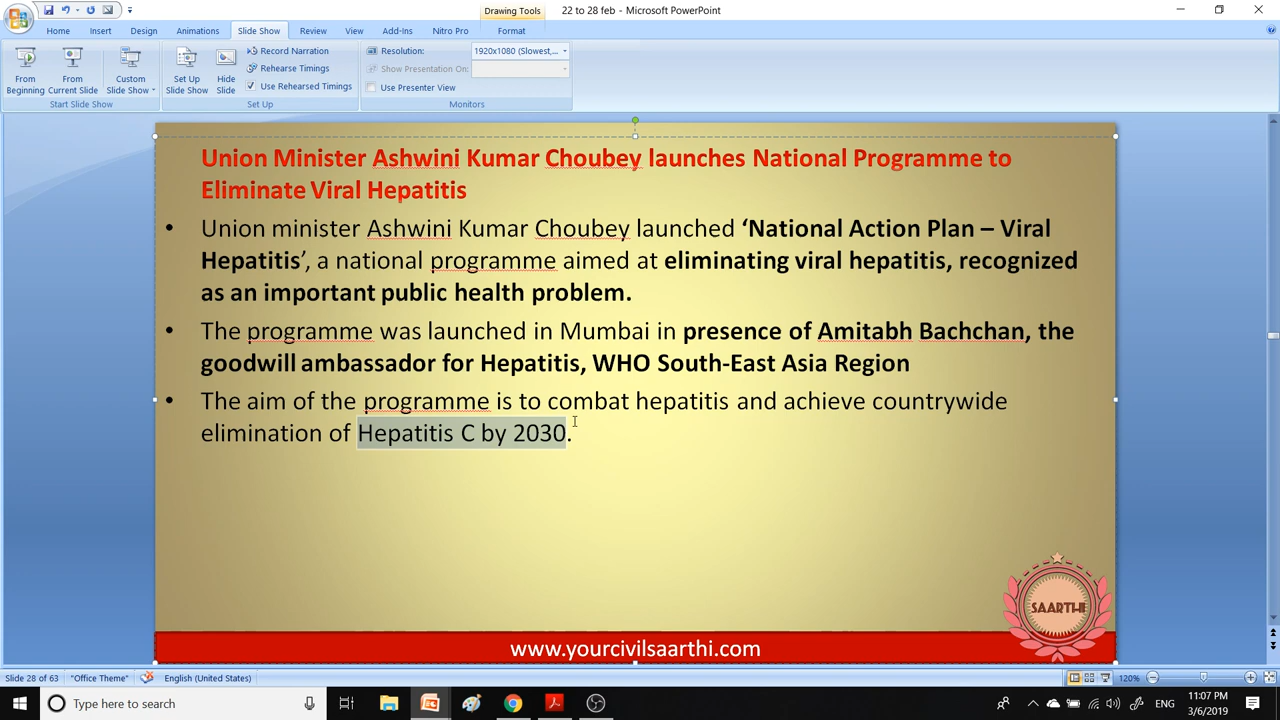 Drawing Tools
22 to 28 feb - Microsoft PowerPoint
Home Insert Design Animations Slide Show Review View Add-Ins Nitro Pro Format
From Beginning
From Current Slide
Custom Slide Show
Start Slide Show
Set Up Slide Show
Hide Slide
Record Narration
Rehearse Timings
Use Rehearsed Timings
Set Up
Resolution: 1920x1080 (Slowest,...
Show Presentation On:
Use Presenter View
Monitors
Union Minister Ashwini Kumar Choubey launches National Programme to
Eliminate Viral Hepatitis
• Union minister Ashwini Kumar Choubey launched ‘National Action Plan – Viral
Hepatitis’, a national programme aimed at eliminating viral hepatitis, recognized
as an important public health problem.
• The programme was launched in Mumbai in presence of Amitabh Bachchan, the
goodwill ambassador for Hepatitis, WHO South-East Asia Region
• The aim of the programme is to combat hepatitis and achieve countrywide
elimination of Hepatitis C by 2030.
SAARTHI
www.yourcivilsaarthi.com
Slide 28 of 63 "Office Theme" English (United States) 120%
Type here to search
ENG
11:07 PM
3/6/2019